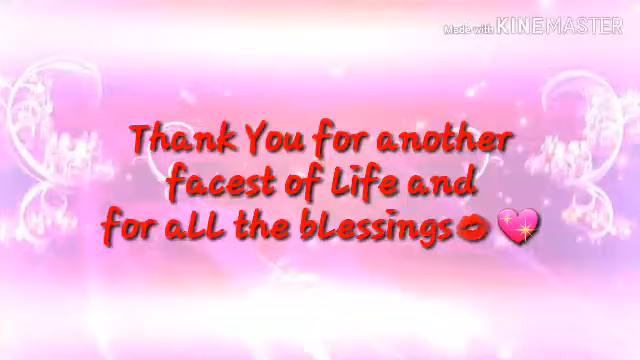 Made with KINEMASTER
Thank You for another
facest of Life and
for all the blessings💋💖